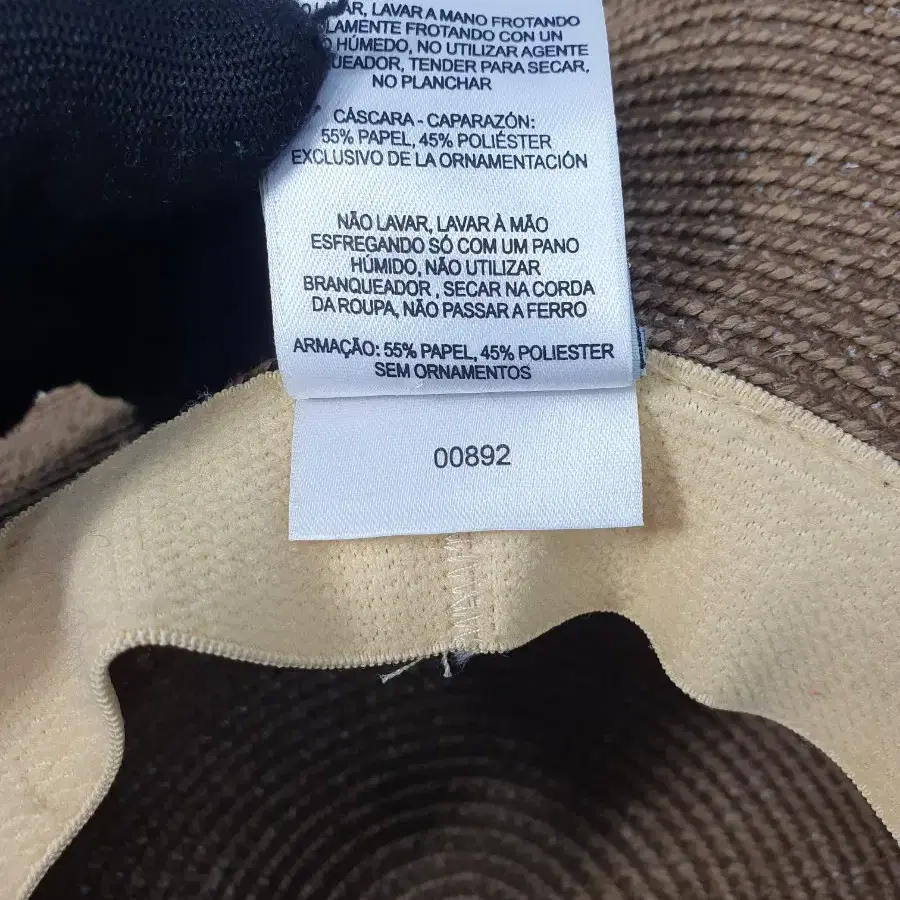 AR, LAVAR A MANO FROTANDO
LAMENTE FROTANDO CON UN
HÚMEDO, NO UTILIZAR AGENTE
UEADOR, TENDER PARA SECAR,
NO PLANCHAR
CÁSCARA - CAPARAZÓN:
55% PAPEL, 45% POLIÉSTER
EXCLUSIVO DE LA ORNAMENTACIÓN
NÃO LAVAR, LAVAR À MÃO
ESFREGANDO SÓ COM UM PANO
HÚMIDO, NÃO UTILIZAR
BRANQUEADOR , SECAR NA CORDA
DA ROUPA, NÃO PASSAR A FERRO
ARMAÇÃO: 55% PAPEL, 45% POLIESTER
SEM ORNAMENTOS
00892